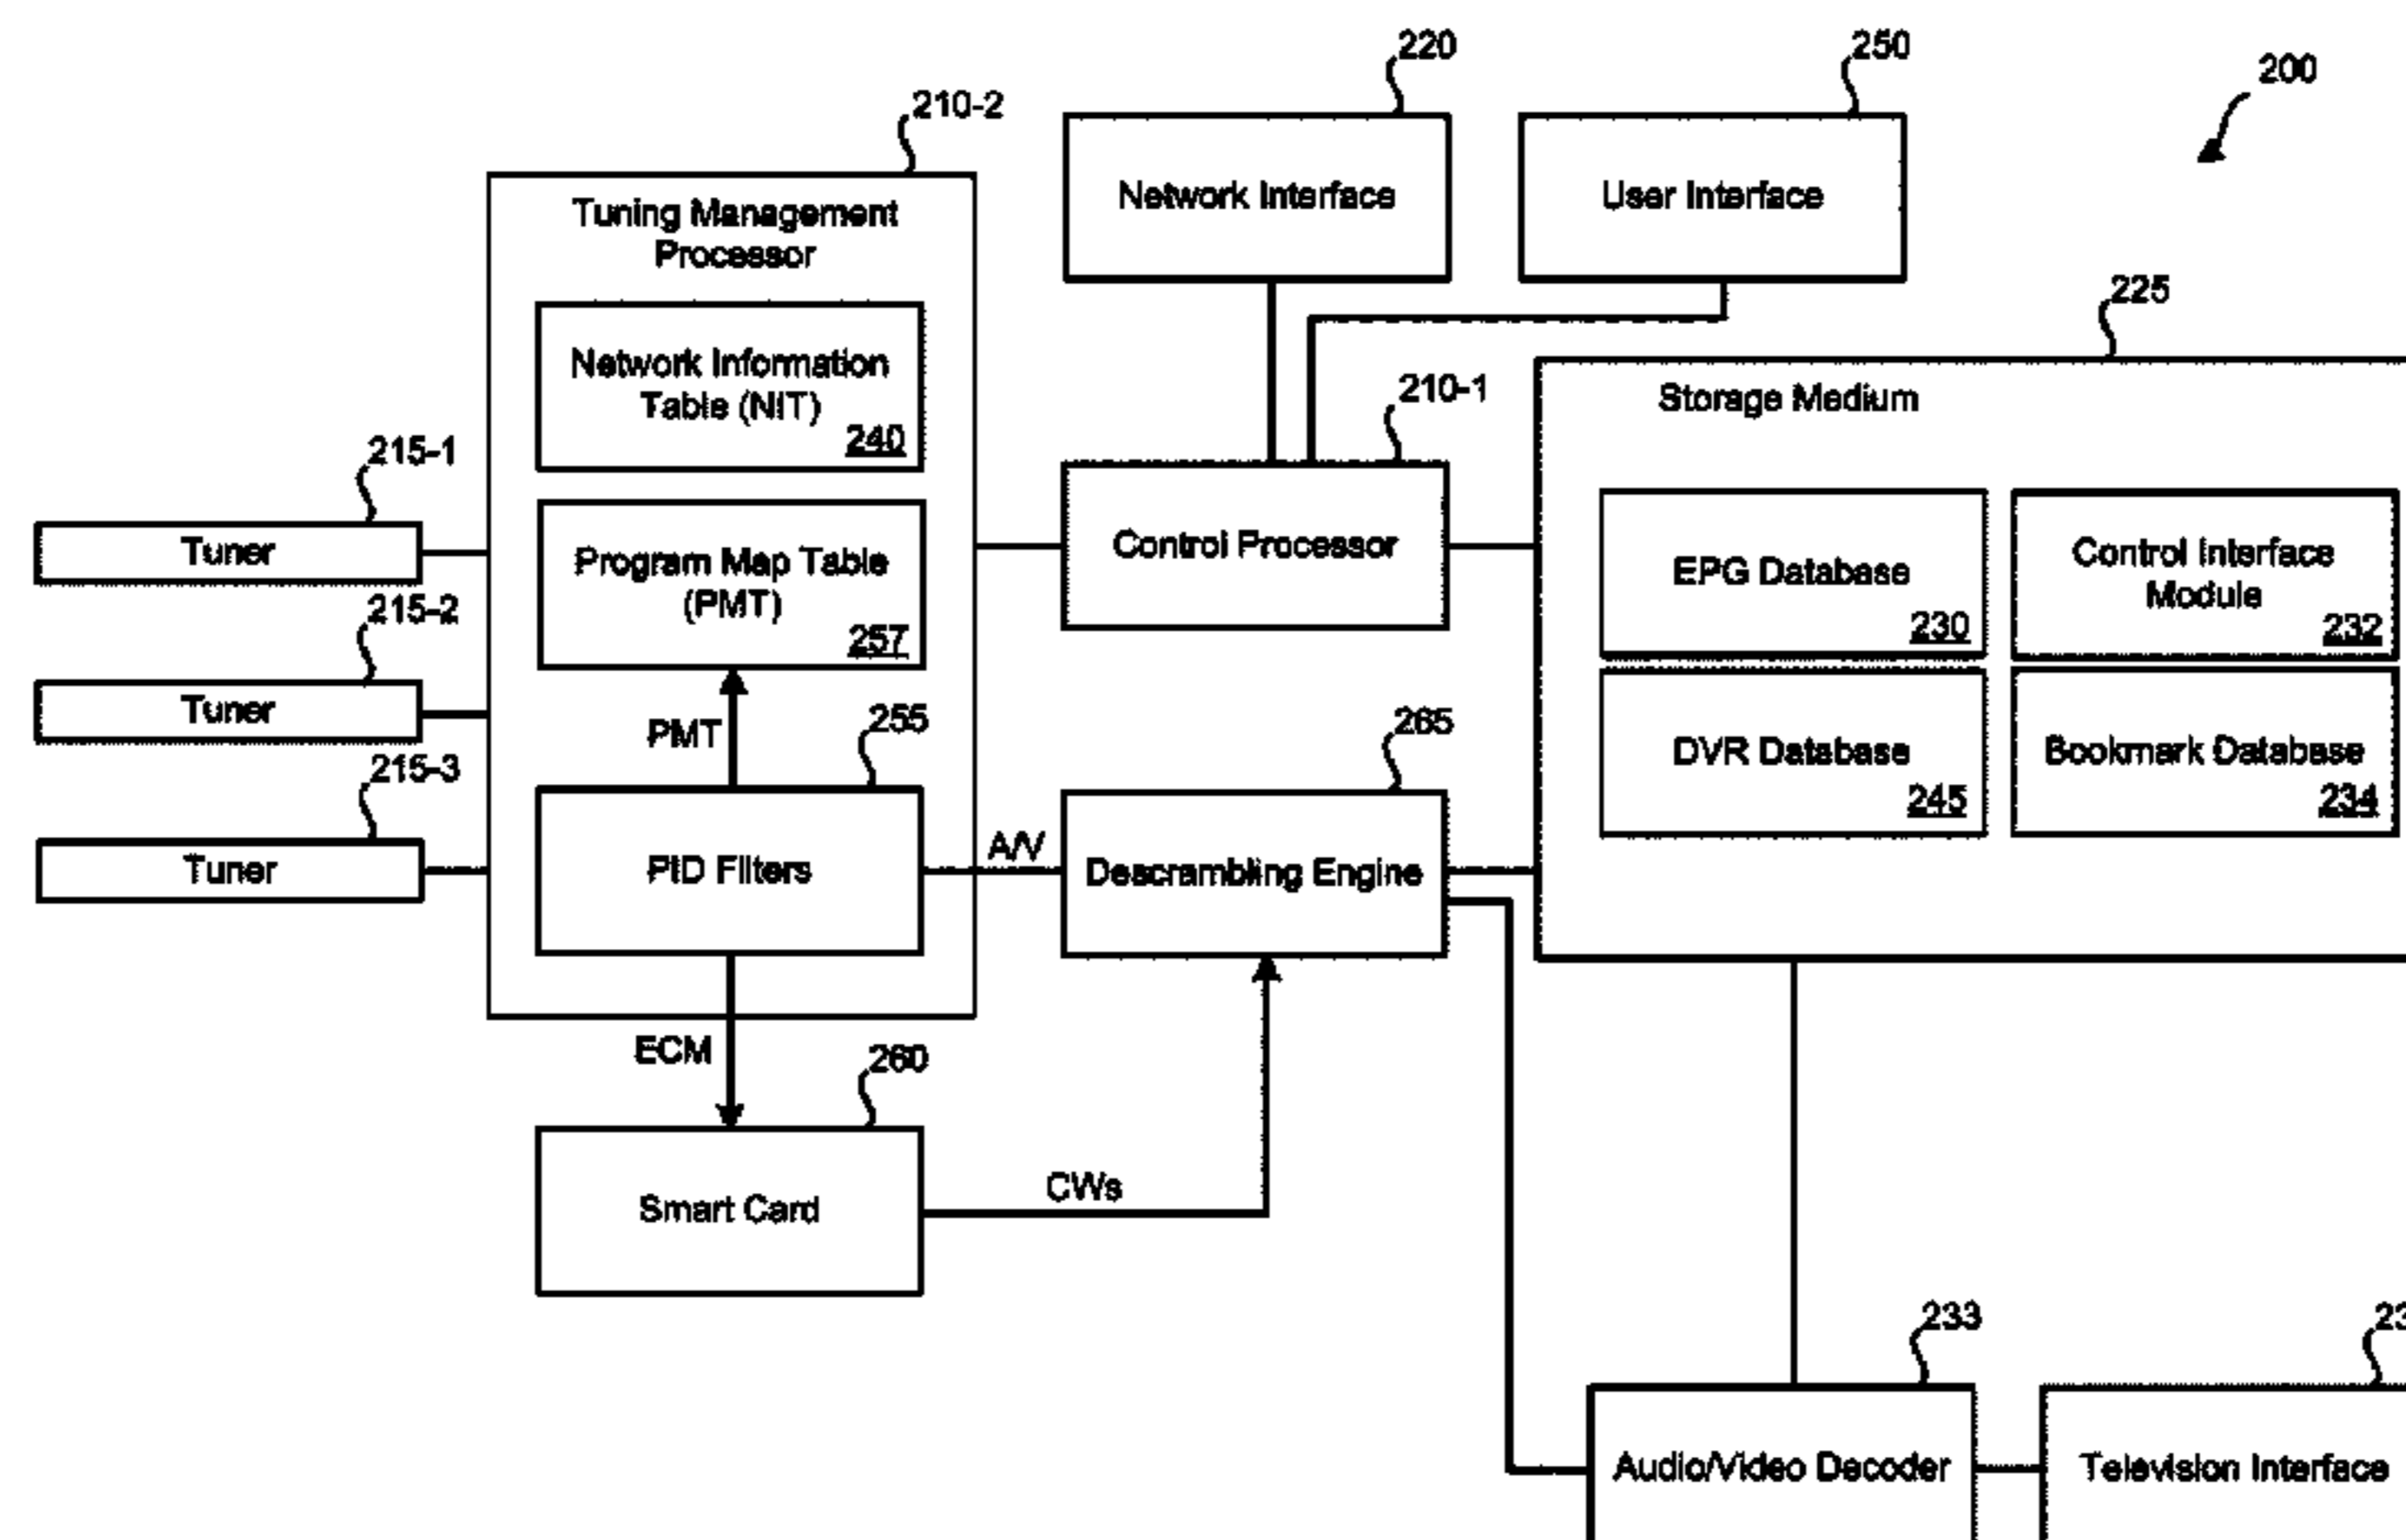 220
250
200
210-2
Tuning Management
Processor
Network Interface
User Interface
225
Network Information
Table (NIT)
240
210-1
Storage Medium
215-1
Tuner
Program Map Table
(PMT)
257
Control Processor
EPG Database
230
Control Interface
Module
232
215-2
Tuner
PMT
255
265
DVR Database
245
Bookmark Database
234
215-3
Tuner
PID Filters
A/V
Descrambling Engine
ECM
260
Smart Card
CWs
233
Audio/Video Decoder
Television Interface